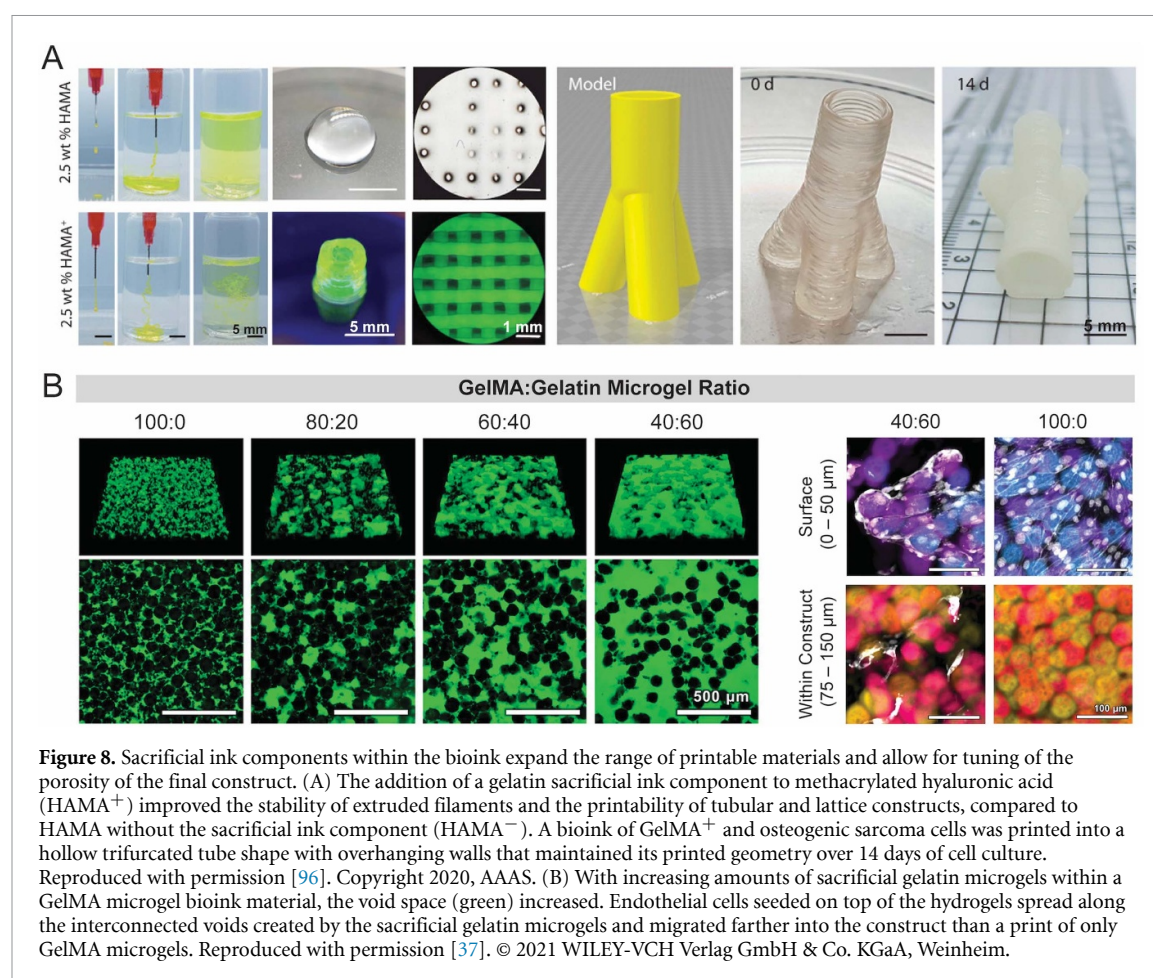 A
2.5 wt % HAMA
Model
0 d
14 d
2.5 wt % HAMA⁺
5 mm
5 mm
1 mm
5 mm
B
GelMA:Gelatin Microgel Ratio
100:0
80:20
60:40
40:60
40:60
100:0
Surface
(0 – 50 µm)
Within Construct
(75 – 150 µm)
500 µm
100 µm
Figure 8. Sacrificial ink components within the bioink expand the range of printable materials and allow for tuning of the
porosity of the final construct. (A) The addition of a gelatin sacrificial ink component to methacrylated hyaluronic acid
(HAMA⁺) improved the stability of extruded filaments and the printability of tubular and lattice constructs, compared to
HAMA without the sacrificial ink component (HAMA⁻). A bioink of GelMA⁺ and osteogenic sarcoma cells was printed into a
hollow trifurcated tube shape with overhanging walls that maintained its printed geometry over 14 days of cell culture.
Reproduced with permission [96]. Copyright 2020, AAAS. (B) With increasing amounts of sacrificial gelatin microgels within a
GelMA microgel bioink material, the void space (green) increased. Endothelial cells seeded on top of the hydrogels spread along
the interconnected voids created by the sacrificial gelatin microgels and migrated farther into the construct than a print of only
GelMA microgels. Reproduced with permission [37]. © 2021 WILEY-VCH Verlag GmbH & Co. KGaA, Weinheim.